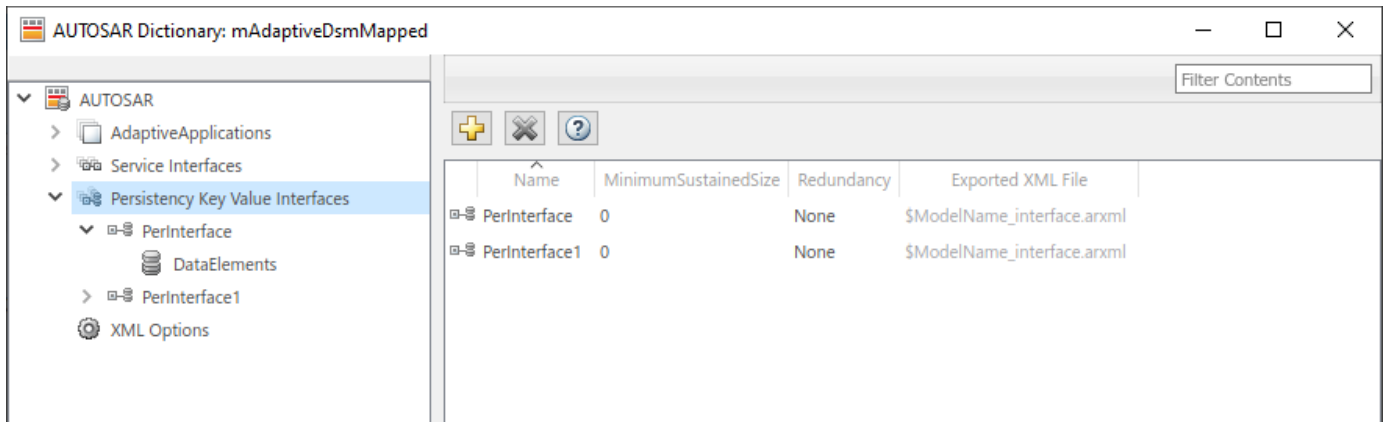 AUTOSAR Dictionary: mAdaptiveDsmMapped
Filter Contents
AUTOSAR
AdaptiveApplications
Service Interfaces
Persistency Key Value Interfaces
PerInterface
DataElements
PerInterface1
XML Options
Name MinimumSustainedSize Redundancy Exported XML File
PerInterface 0 None $ModelName_interface.arxml
PerInterface1 0 None $ModelName_interface.arxml